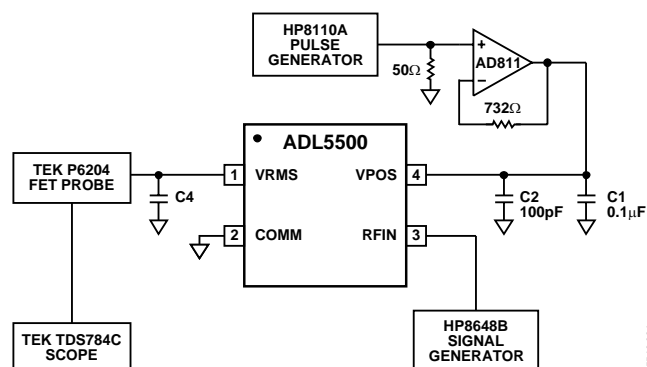 HP8110A
PULSE
GENERATOR
50Ω
+
AD811
–
732Ω
ADL5500
TEK P6204
FET PROBE
C4
1
VRMS
VPOS
4
C2
100pF
C1
0.1µF
2
COMM
RFIN
3
TEK TDS784C
SCOPE
HP8648B
SIGNAL
GENERATOR